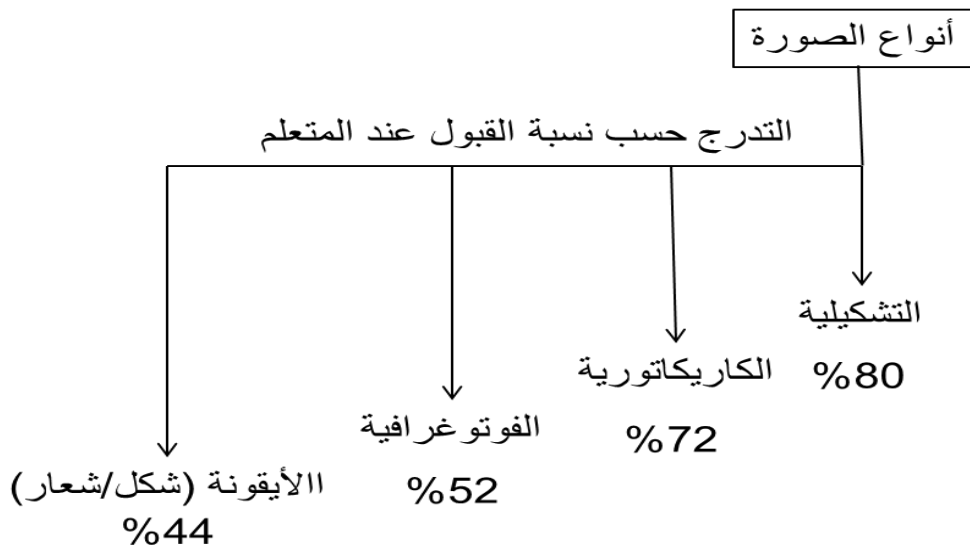 أنواع الصورة
التدرج حسب نسبة القبول عند المتعلم
التشكيلية
%80
الكاريكاتورية
%72
الفوتوغرافية
%52
االأيقونة (شكل/شعار)
%44